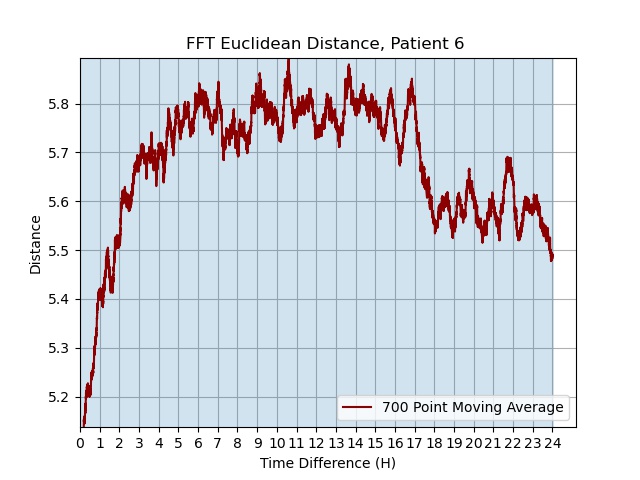 FFT Euclidean Distance, Patient 6
5.8
5.7
5.6
5.5
5.4
5.3
5.2
Distance
700 Point Moving Average
0 1 2 3 4 5 6 7 8 9 10 11 12 13 14 15 16 17 18 19 20 21 22 23 24
Time Difference (H)